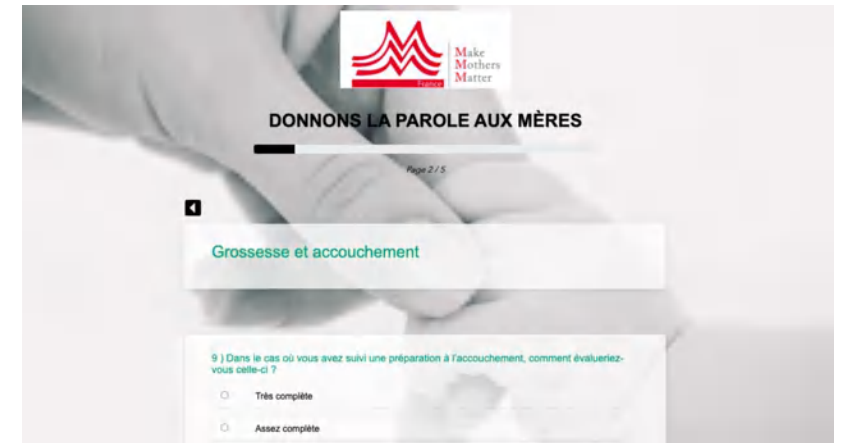 Make
Mothers
Matter
France
DONNONS LA PAROLE AUX MÈRES
Page 2 / 5
Grossesse et accouchement
9 ) Dans le cas où vous avez suivi une préparation à l'accouchement, comment évalueriez-
vous celle-ci ?
Très complète
Assez complète